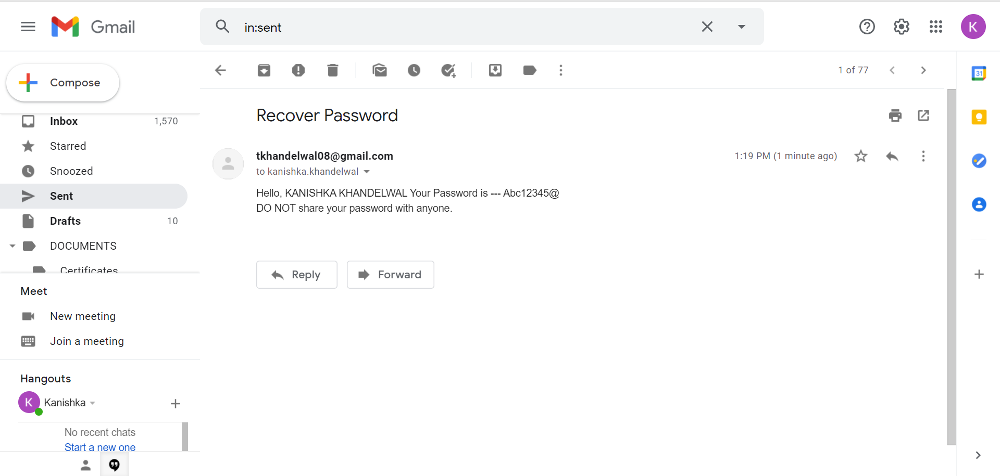 Gmail
in:sent
K
Compose
1 of 77
31
Inbox 1,570
Starred
Snoozed
Sent
Drafts 10
DOCUMENTS
Certificates
Meet
New meeting
Join a meeting
Hangouts
K Kanishka
No recent chats
Start a new one
Recover Password
tkhandelwal08@gmail.com 1:19 PM (1 minute ago)
to kanishka.khandelwal
Hello, KANISHKA KHANDELWAL Your Password is --- Abc12345@
DO NOT share your password with anyone.
Reply Forward